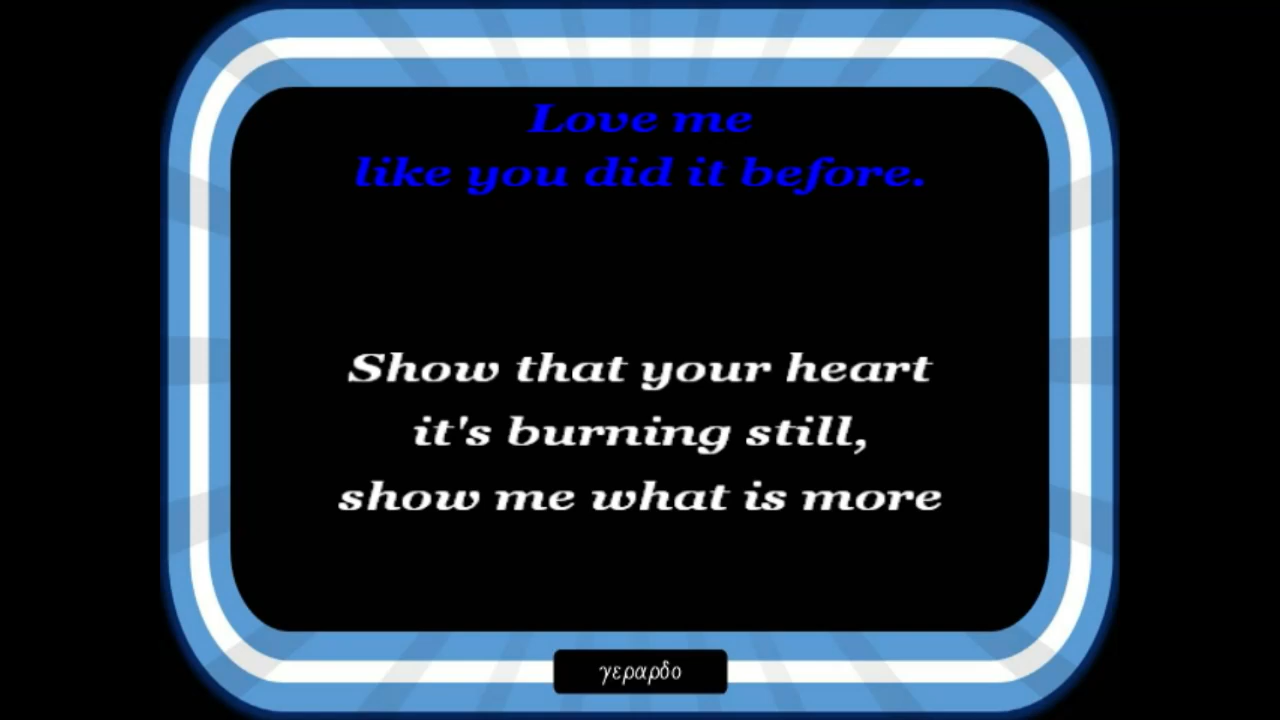 Love me
like you did it before.
Show that your heart
it's burning still,
show me what is more
γεραρδο